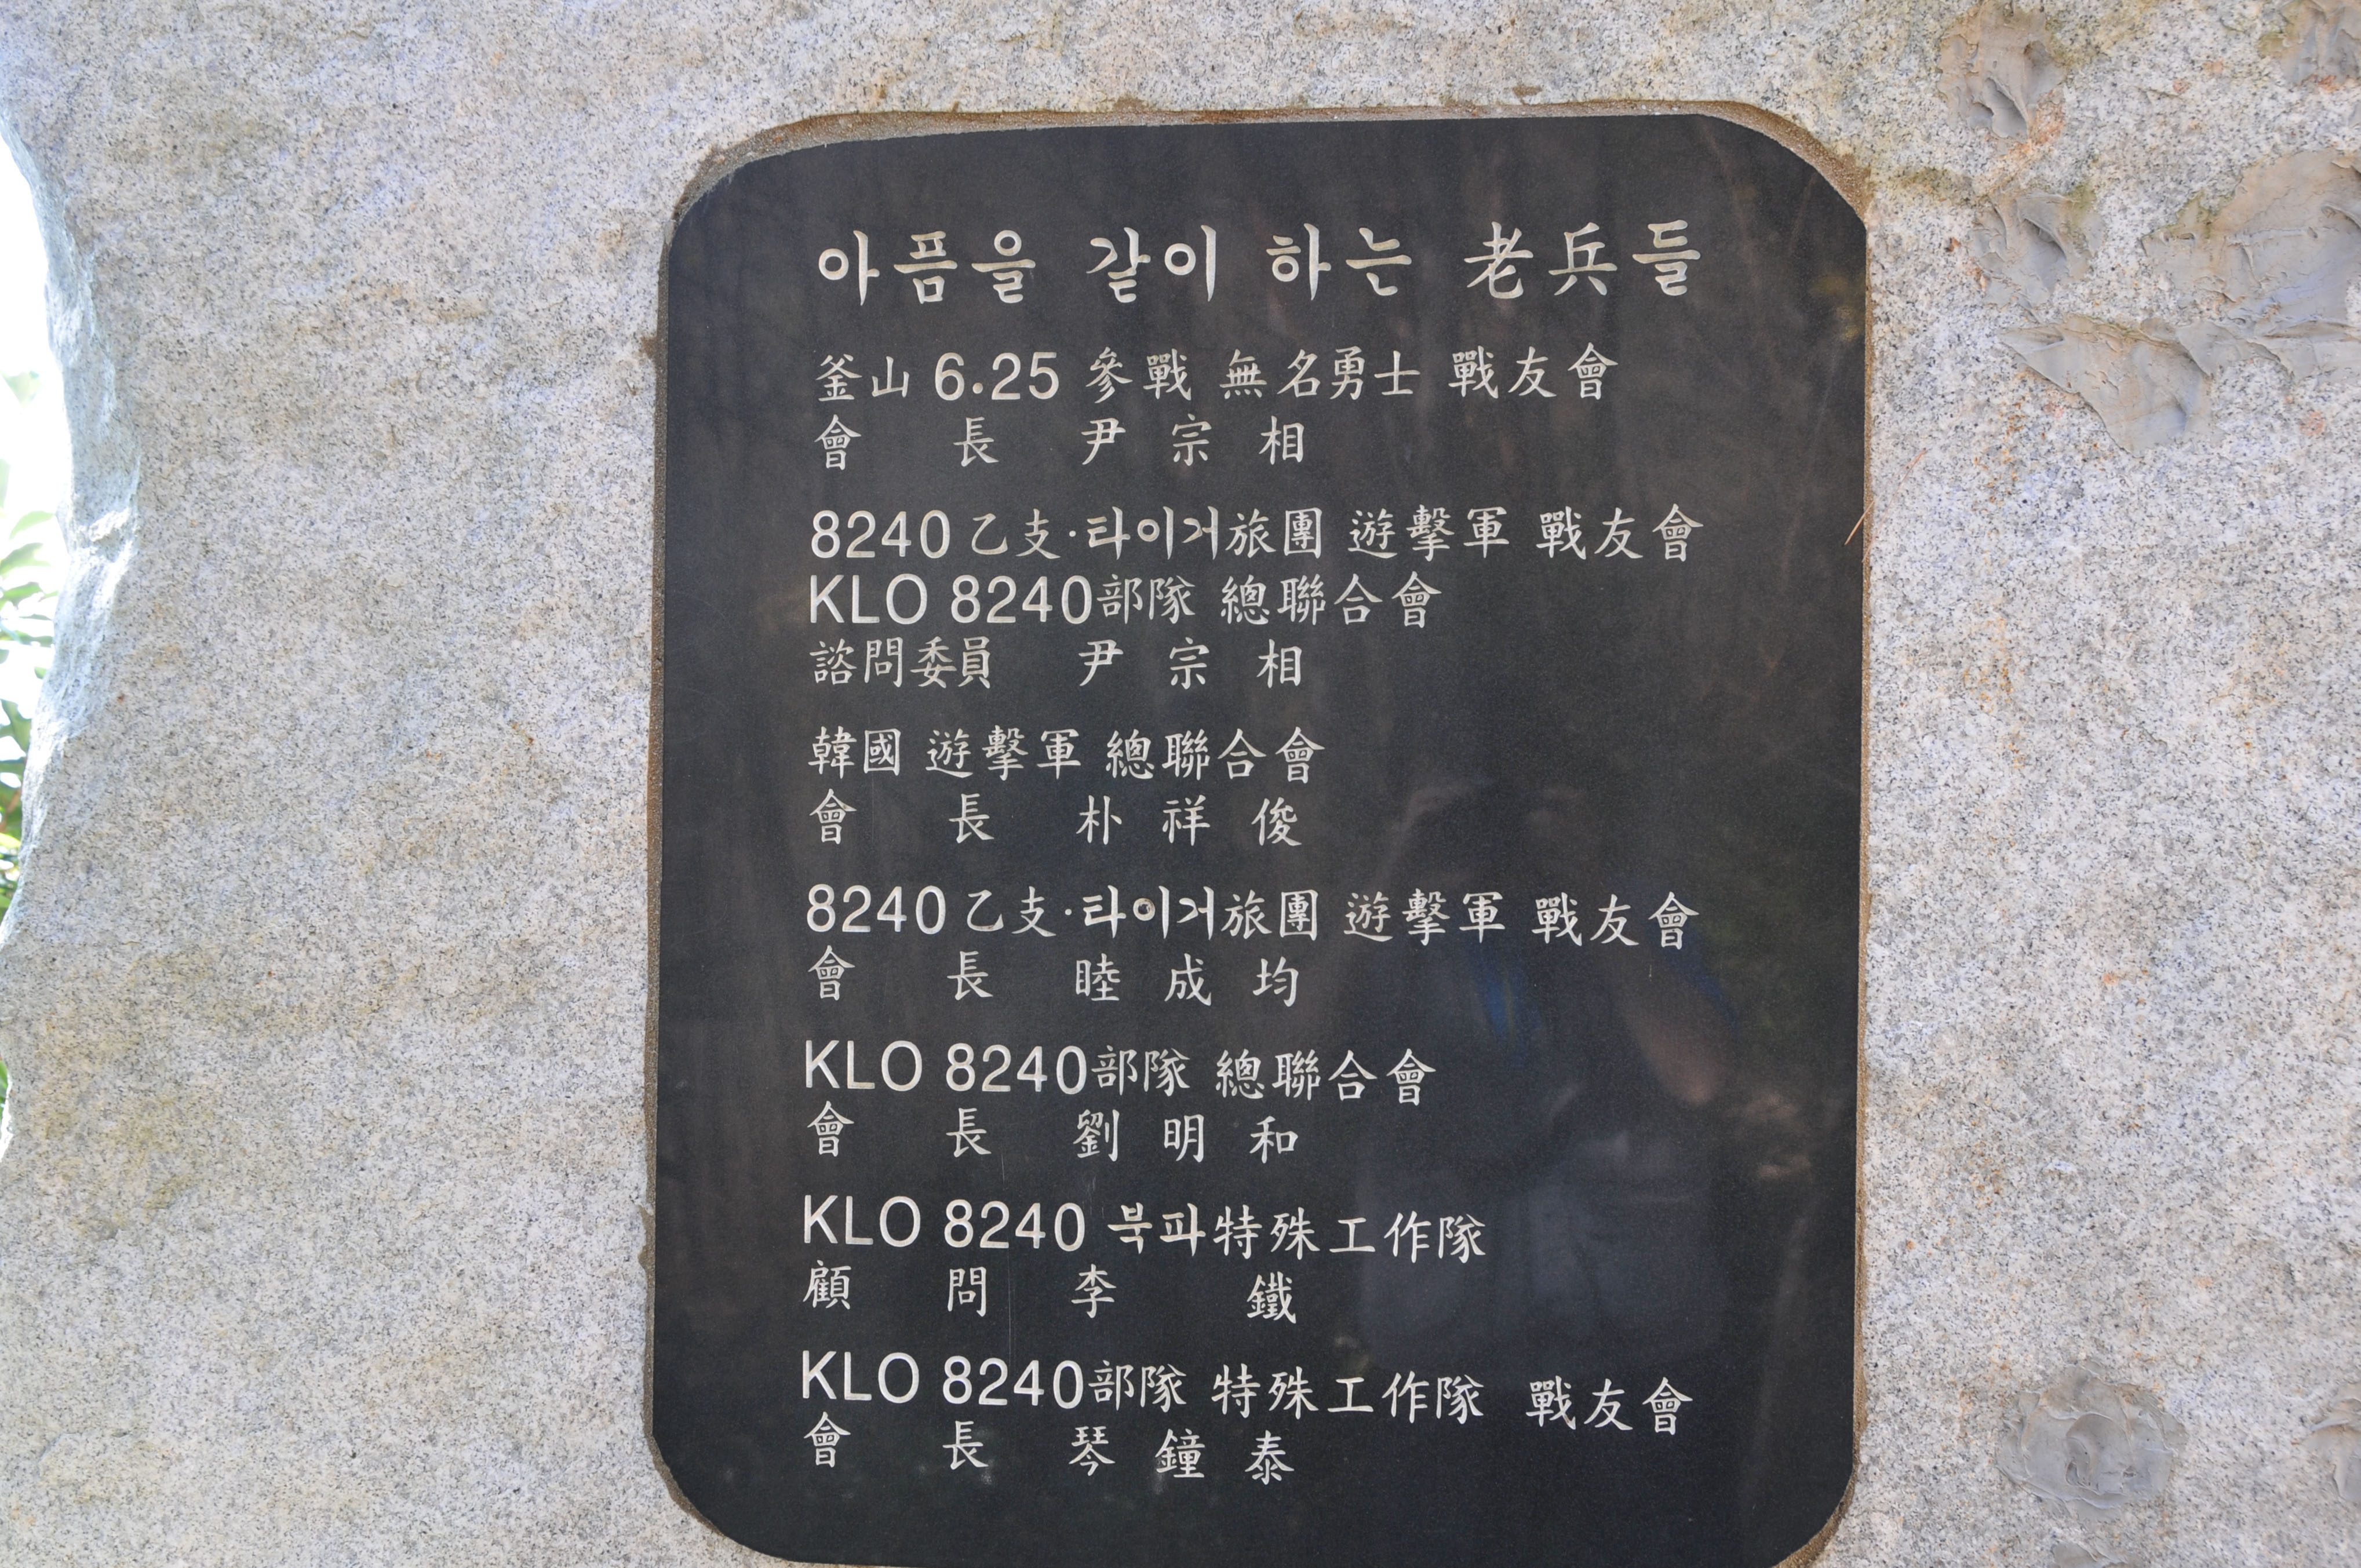 아픔을 같이 하는 老兵들
釜山 6.25 參戰 無名勇士 戰友會
會 長 尹 宗 相
8240 乙支·타이거旅團 遊擊軍 戰友會
KLO 8240部隊 總聯合會
諮問委員 尹 宗 相
韓國 遊擊軍 總聯合會
會 長 朴 祥 俊
8240 乙支·타이거旅團 遊擊軍 戰友會
會 長 睦 成 均
KLO 8240部隊 總聯合會
會 長 劉 明 和
KLO 8240 북파特殊工作隊
顧 問 李 鐵
KLO 8240部隊 特殊工作隊 戰友會
會 長 琴 鐘 泰